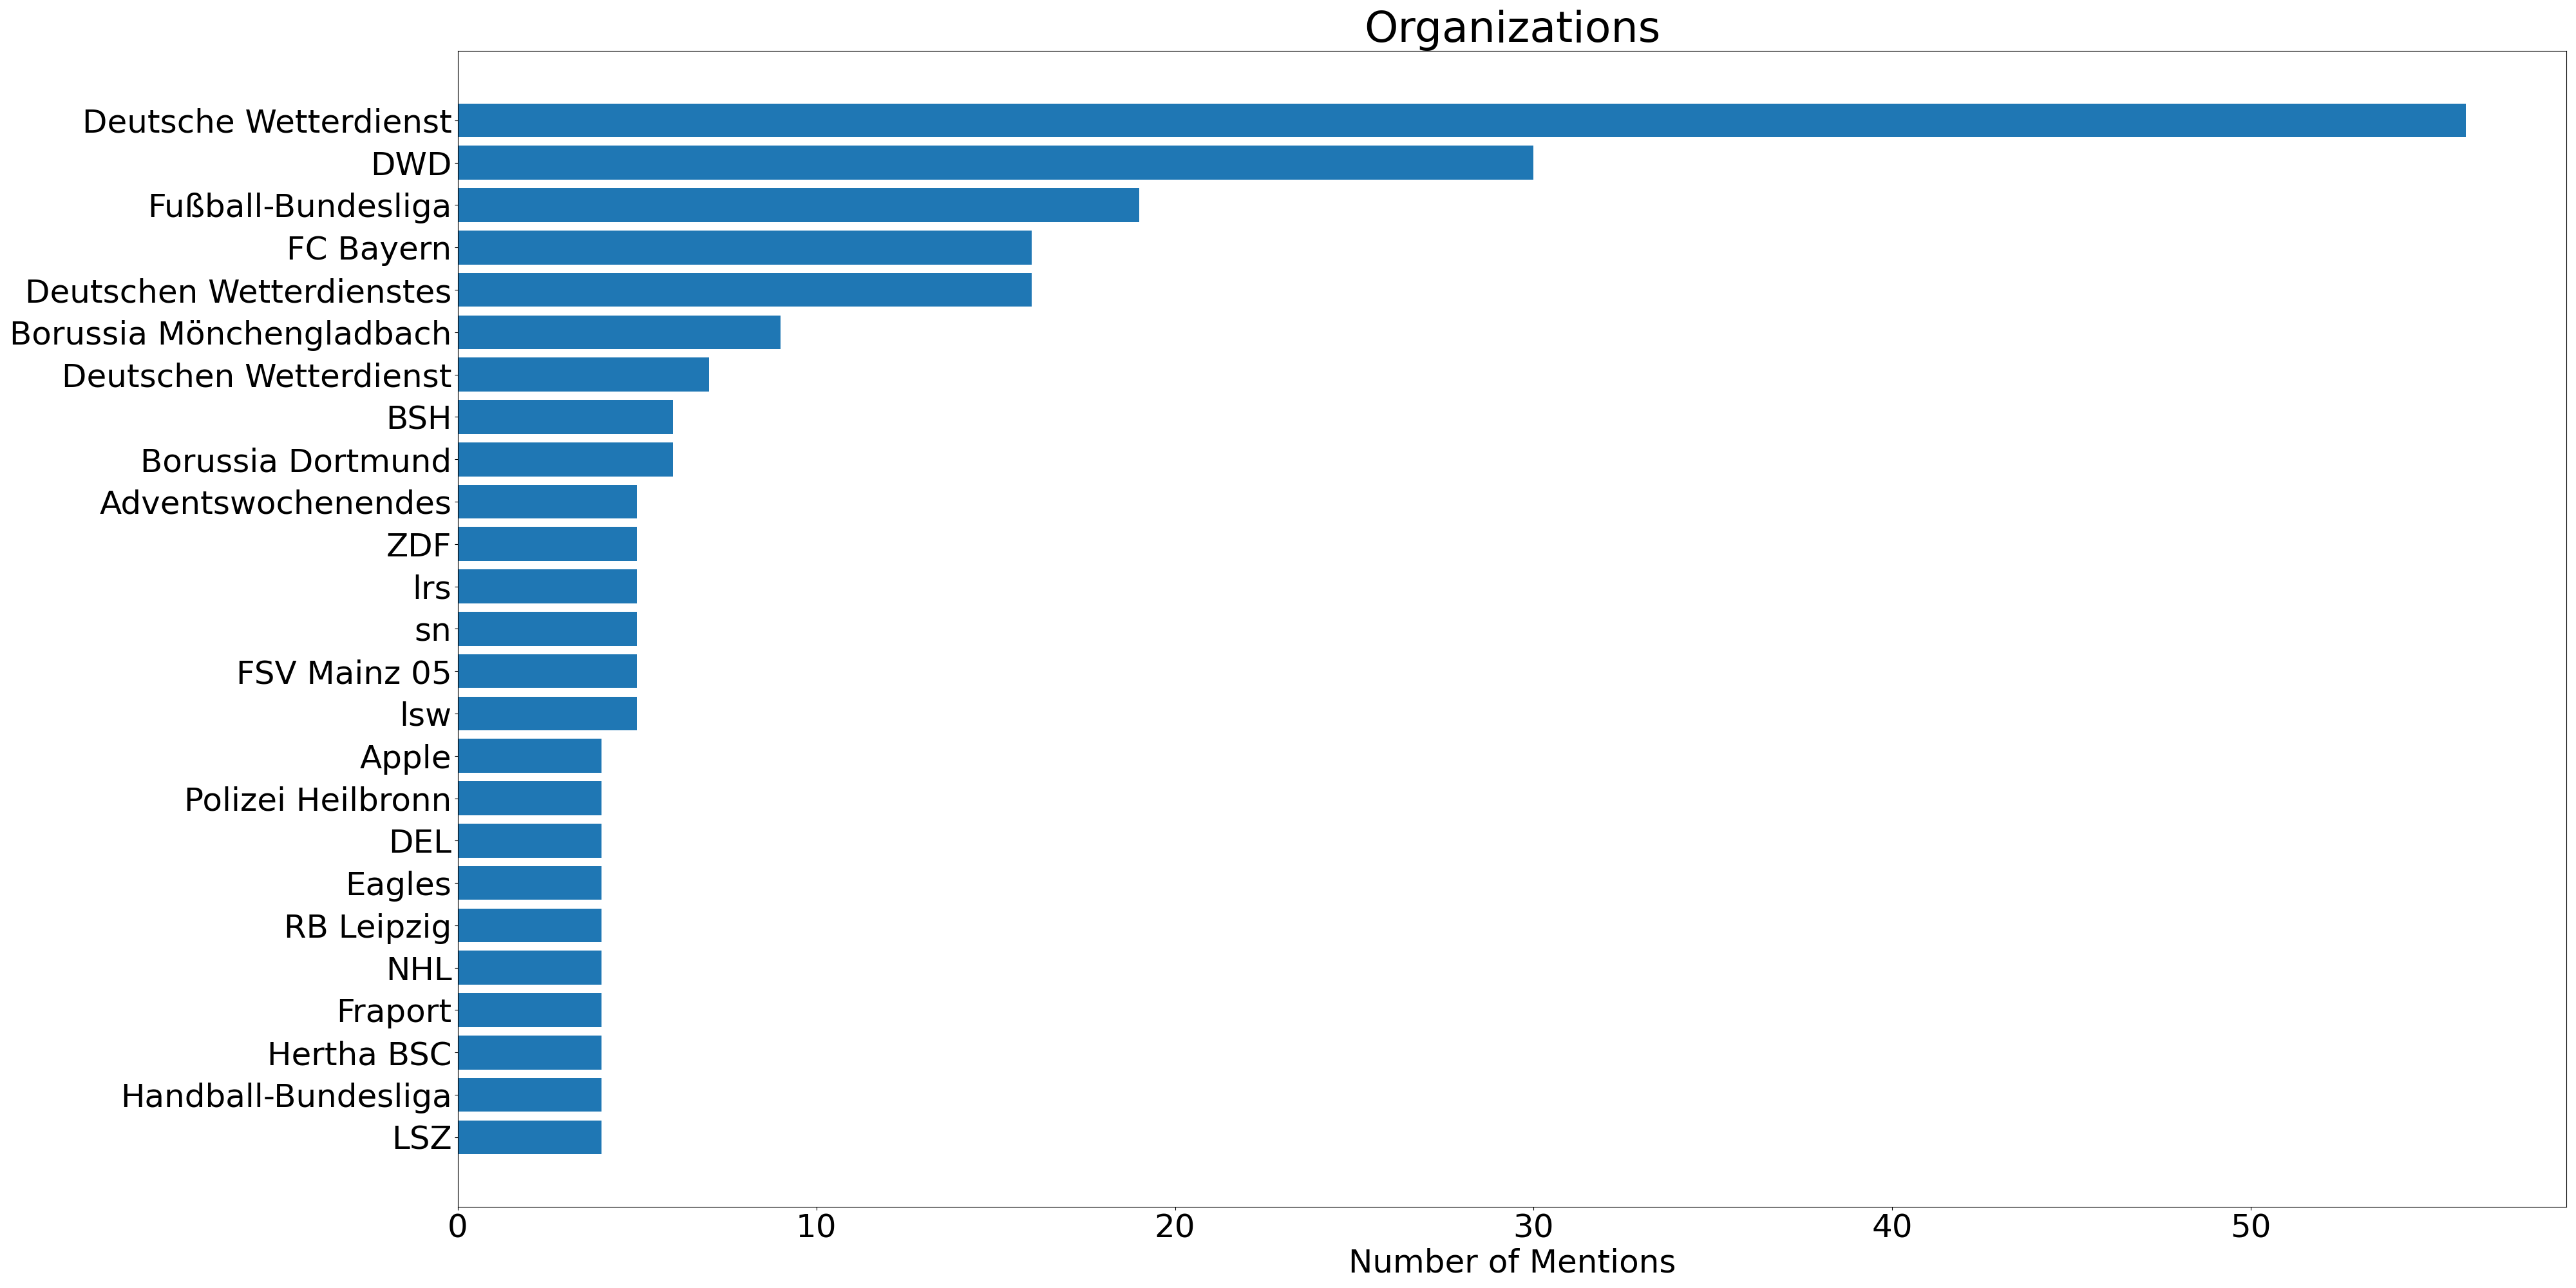 Organizations
Deutsche Wetterdienst
DWD
Fußball-Bundesliga
FC Bayern
Deutschen Wetterdienstes
Borussia Mönchengladbach
Deutschen Wetterdienst
BSH
Borussia Dortmund
Adventswochenendes
ZDF
lrs
sn
FSV Mainz 05
lsw
Apple
Polizei Heilbronn
DEL
Eagles
RB Leipzig
NHL
Fraport
Hertha BSC
Handball-Bundesliga
LSZ
0 10 20 30 40 50
Number of Mentions